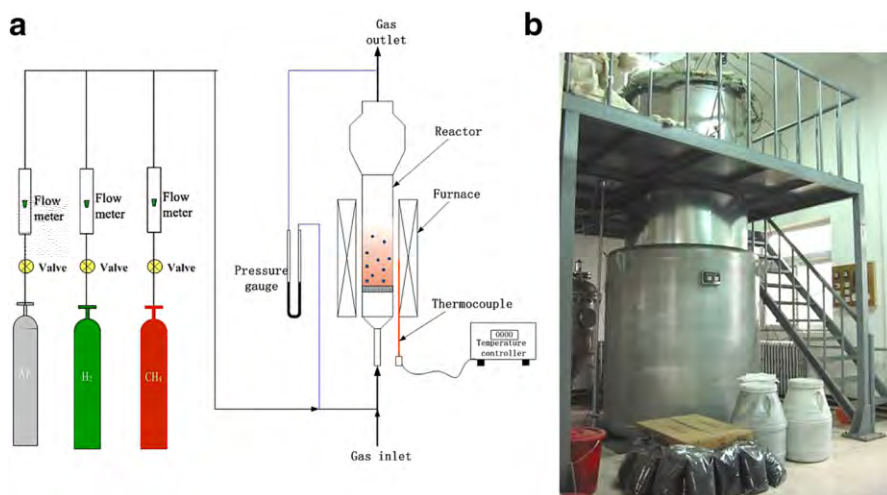 a
b
Gas
outlet
Reactor
Furnace
Flow
meter
Flow
meter
Flow
meter
Valve
Valve
Valve
Pressure
gauge
Thermocouple
0000
Temperature
controller
Ar
H₂
CH₄
Gas inlet